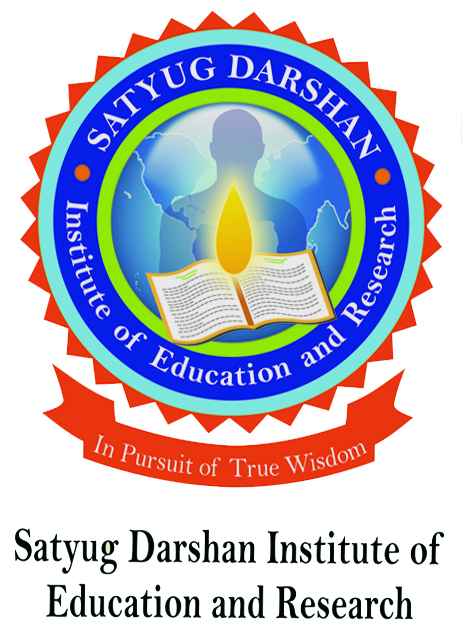 SATYUG DARSHAN
Institute of Education and Research
In Pursuit of True Wisdom
Satyug Darshan Institute of
Education and Research